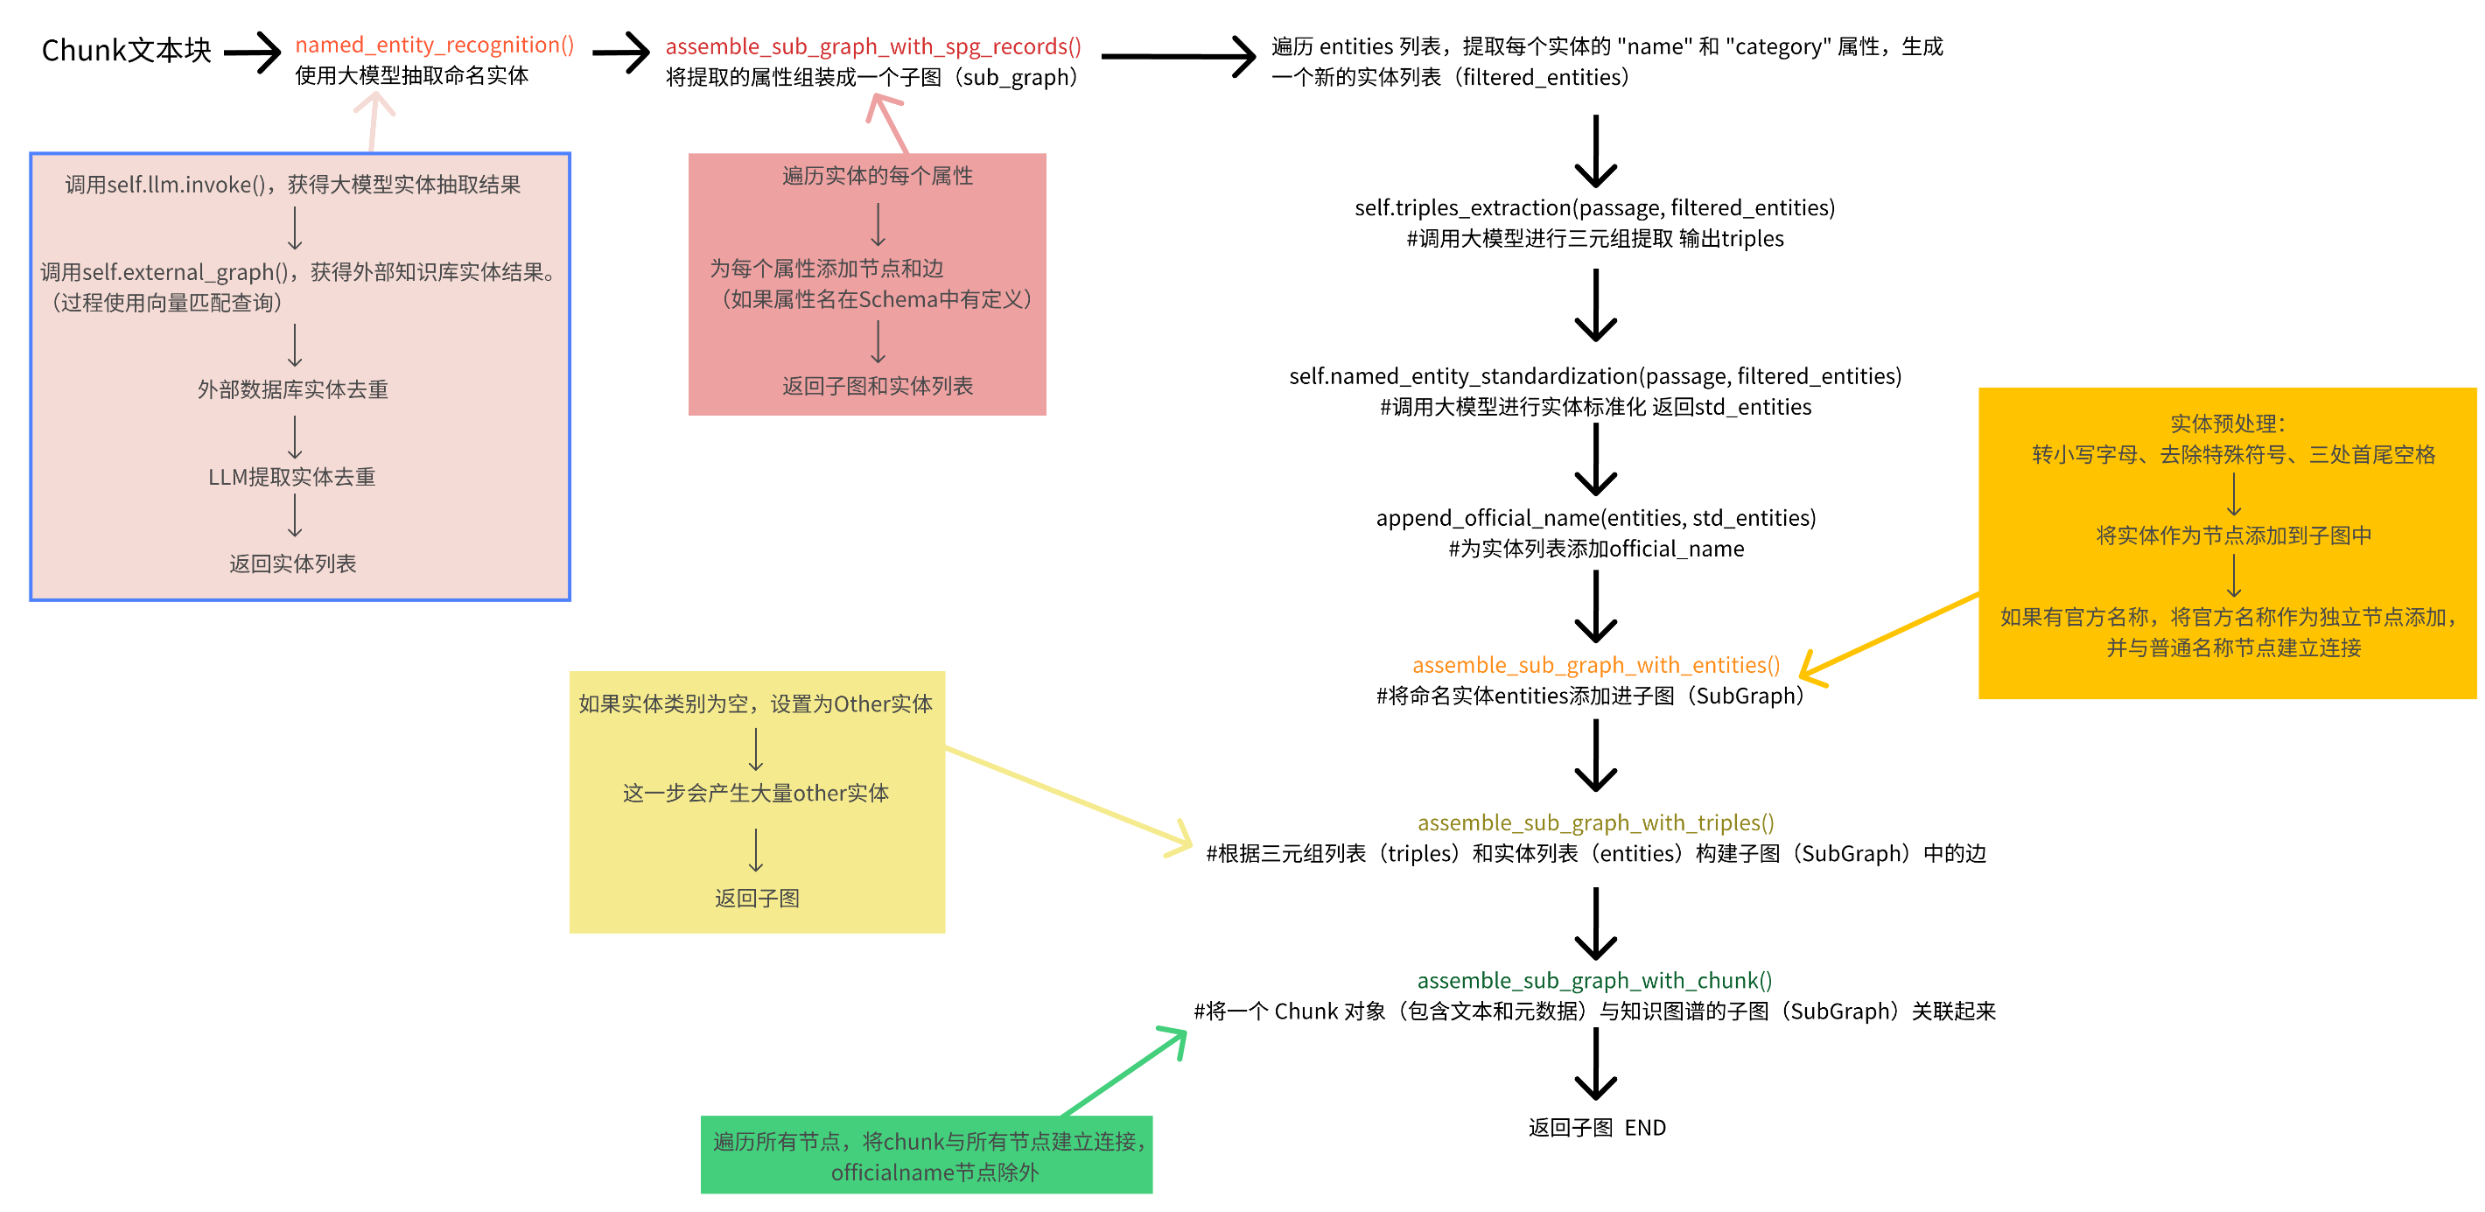 Chunk文本块
named_entity_recognition()
使用大模型抽取命名实体
assemble_sub_graph_with_spg_records()
将提取的属性组装成一个子图（sub_graph）
遍历 entities 列表，提取每个实体的 "name" 和 "category" 属性，生成
一个新的实体列表（filtered_entities）
调用self.llm.invoke()，获得大模型实体抽取结果
调用self.external_graph()，获得外部知识库实体结果。
（过程使用向量匹配查询）
外部数据库实体去重
LLM提取实体去重
返回实体列表
遍历实体的每个属性
为每个属性添加节点和边
（如果属性名在Schema中有定义）
返回子图和实体列表
self.triples_extraction(passage, filtered_entities)
#调用大模型进行三元组提取 输出triples
self.named_entity_standardization(passage, filtered_entities)
#调用大模型进行实体标准化 返回std_entities
append_official_name(entities, std_entities)
#为实体列表添加official_name
实体预处理：
转小写字母、去除特殊符号、三处首尾空格
将实体作为节点添加到子图中
如果有官方名称，将官方名称作为独立节点添加，
并与普通名称节点建立连接
assemble_sub_graph_with_entities()
#将命名实体entities添加进子图（SubGraph）
如果实体类别为空，设置为Other实体
这一步会产生大量other实体
返回子图
assemble_sub_graph_with_triples()
#根据三元组列表（triples）和实体列表（entities）构建子图（SubGraph）中的边
assemble_sub_graph_with_chunk()
#将一个 Chunk 对象（包含文本和元数据）与知识图谱的子图（SubGraph）关联起来
遍历所有节点，将chunk与所有节点建立连接，
officialname节点除外
返回子图 END